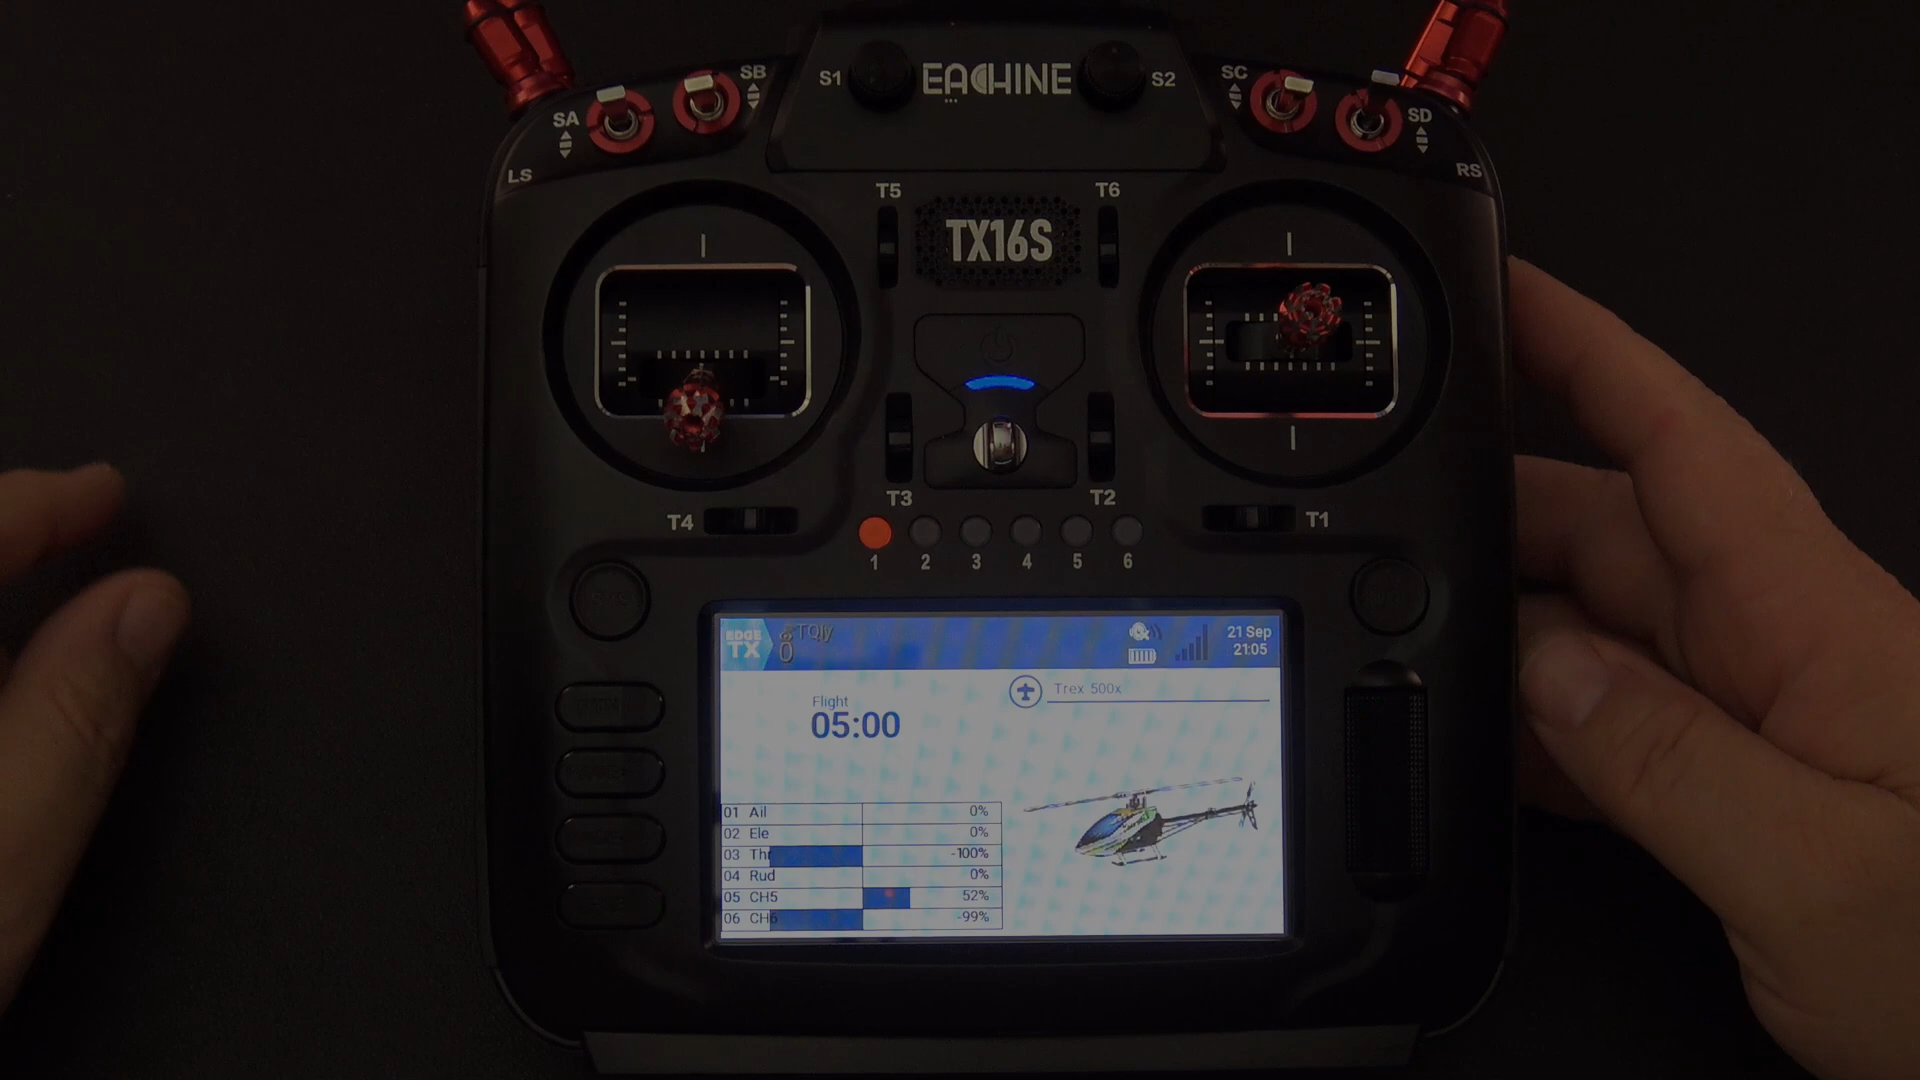 SA
SB
S1
EACHINE
S2
SC
SD
LS
RS
T5
T6
TX16S
T3
T2
T4
T1
1 2 3 4 5 6
EDGE
TX
TQly
0
21 Sep
21:05
Flight
05:00
Trex 500x
01 Ail 0%
02 Ele 0%
03 Thr -100%
04 Rud 0%
05 CH5 52%
06 CH6 -99%